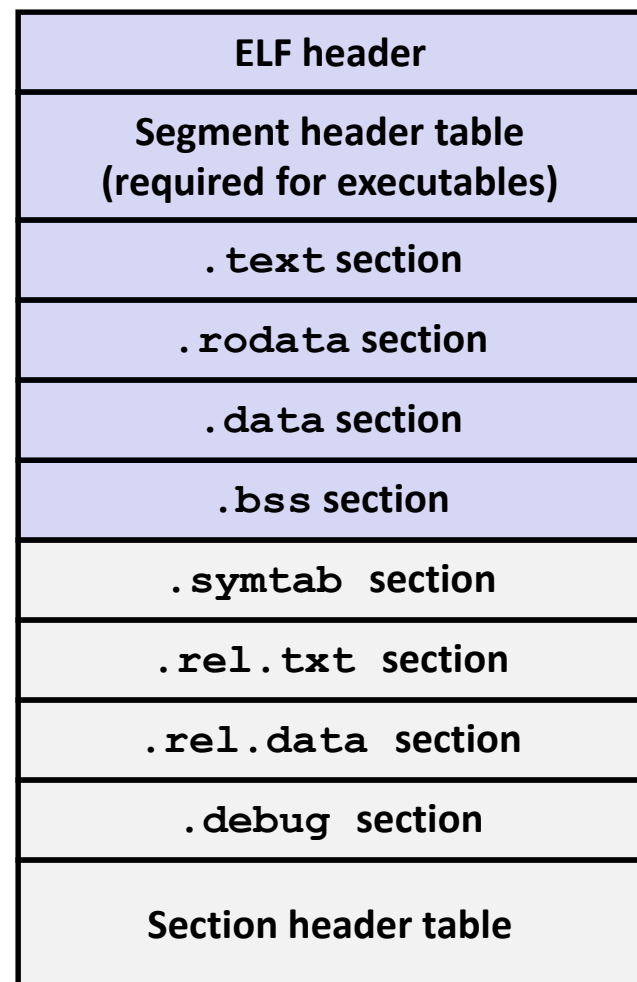 ELF header
Segment header table
(required for executables)
.text section
.rodata section
.data section
.bss section
.symtab section
.rel.txt section
.rel.data section
.debug section
Section header table